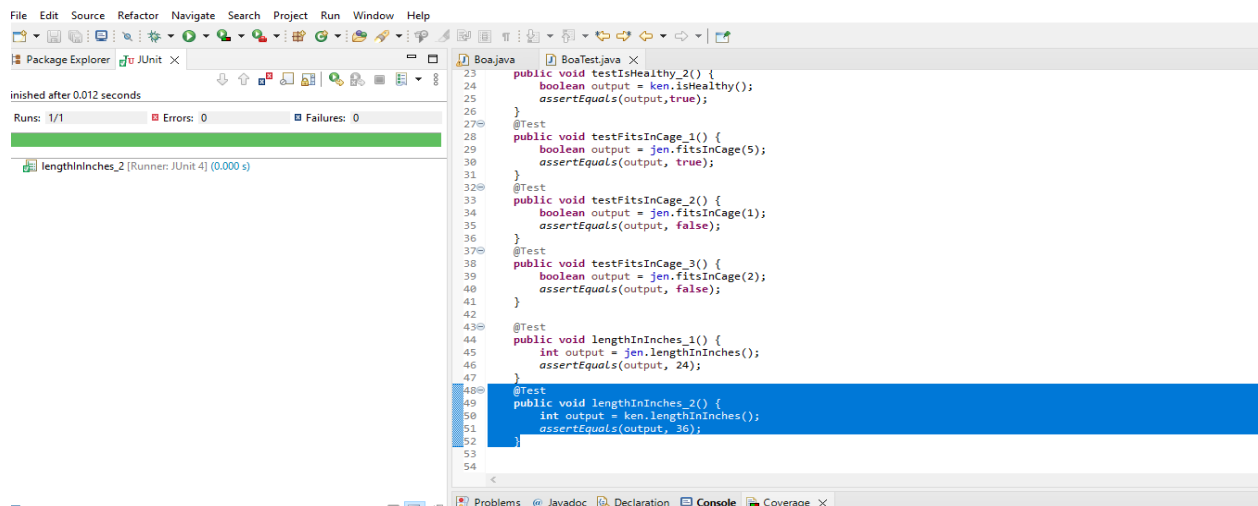 File Edit Source Refactor Navigate Search Project Run Window Help
Package Explorer JUnit
inished after 0.012 seconds
Runs: 1/1 Errors: 0 Failures: 0
lengthInInches_2 [Runner: JUnit 4] (0.000 s)
Boa.java BoaTest.java
23 public void testIsHealthy_2() {
24 boolean output = ken.isHealthy();
25 assertEquals(output,true);
26 }
27 @Test
28 public void testFitsInCage_1() {
29 boolean output = jen.fitsInCage(5);
30 assertEquals(output, true);
31 }
32 @Test
33 public void testFitsInCage_2() {
34 boolean output = jen.fitsInCage(1);
35 assertEquals(output, false);
36 }
37 @Test
38 public void testFitsInCage_3() {
39 boolean output = jen.fitsInCage(2);
40 assertEquals(output, false);
41 }
42
43 @Test
44 public void lengthInInches_1() {
45 int output = jen.lengthInInches();
46 assertEquals(output, 24);
47 }
48 @Test
49 public void lengthInInches_2() {
50 int output = ken.lengthInInches();
51 assertEquals(output, 36);
52 }
53
54
Problems Javadoc Declaration Console Coverage